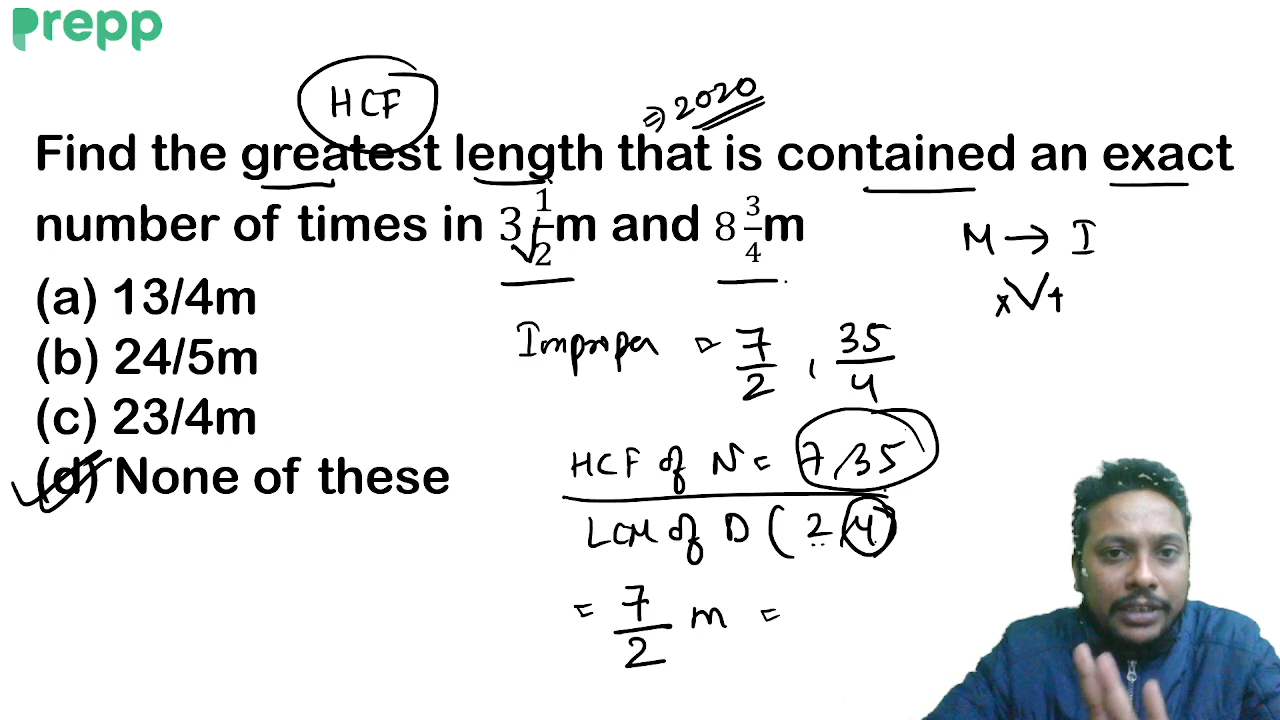 prepp
HCF
⇒ 2020
Find the greatest length that is contained an exact
number of times in 3 1/2 m and 8 3/4 m
M → I
x +
(a) 13/4m
(b) 24/5m
(c) 23/4m
(d) None of these
Improper = 7/2 , 35/4
HCF of N = 7, 35
LCM of D ( 2, 4
= 7/2 m =